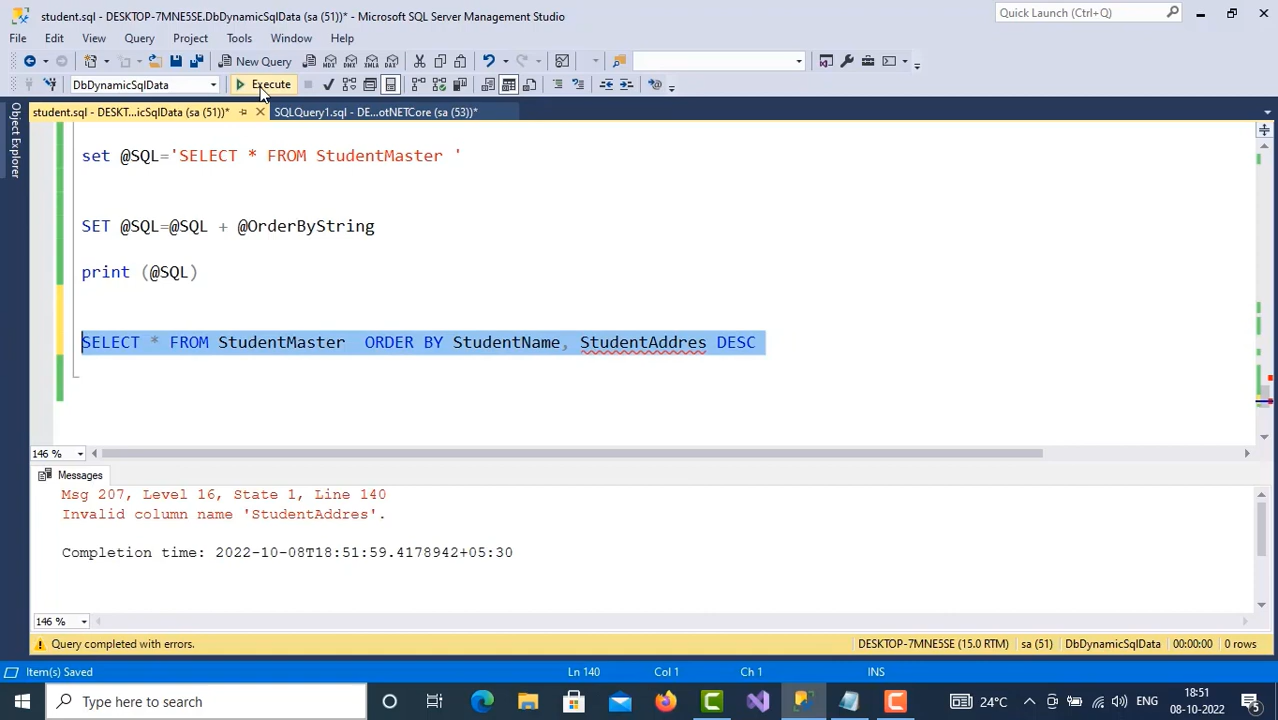 student.sql - DESKTOP-7MNE5SE.DbDynamicSqlData (sa (51))* - Microsoft SQL Server Management Studio
Quick Launch (Ctrl+Q)
File Edit View Query Project Tools Window Help
New Query
DbDynamicSqlData Execute
student.sql - DESKT...icSqlData (sa (51))* SQLQuery1.sql - DE...otNETCore (sa (53))*
Object Explorer
set @SQL='SELECT * FROM StudentMaster '
SET @SQL=@SQL + @OrderByString
print (@SQL)
SELECT * FROM StudentMaster  ORDER BY StudentName, StudentAddres DESC
146 %
Messages
Msg 207, Level 16, State 1, Line 140
Invalid column name 'StudentAddres'.
Completion time: 2022-10-08T18:51:59.4178942+05:30
146 %
Query completed with errors. DESKTOP-7MNE5SE (15.0 RTM) sa (51) DbDynamicSqlData 00:00:00 0 rows
Item(s) Saved Ln 140 Col 1 Ch 1 INS
Type here to search 24°C ENG 18:51 08-10-2022 5